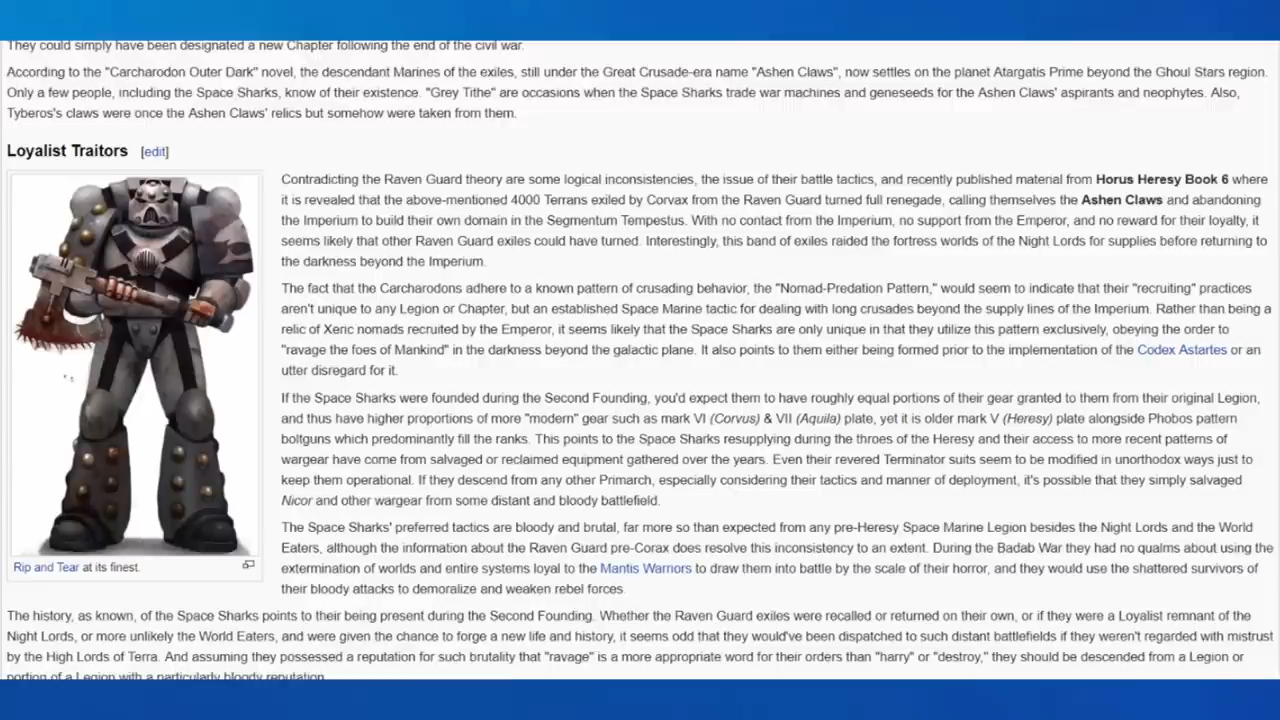 They could simply have been designated a new Chapter following the end of the civil war.
According to the "Carcharodon Outer Dark" novel, the descendant Marines of the exiles, still under the Great Crusade-era name "Ashen Claws", now settles on the planet Atargatis Prime beyond the Ghoul Stars region.
Only a few people, including the Space Sharks, know of their existence. "Grey Tithe" are occasions when the Space Sharks trade war machines and geneseeds for the Ashen Claws' aspirants and neophytes. Also,
Tyberos's claws were once the Ashen Claws' relics but somehow were taken from them.
Loyalist Traitors [edit]
Contradicting the Raven Guard theory are some logical inconsistencies, the issue of their battle tactics, and recently published material from Horus Heresy Book 6 where
it is revealed that the above-mentioned 4000 Terrans exiled by Corvax from the Raven Guard turned full renegade, calling themselves the Ashen Claws and abandoning
the Imperium to build their own domain in the Segmentum Tempestus. With no contact from the Imperium, no support from the Emperor, and no reward for their loyalty, it
seems likely that other Raven Guard exiles could have turned. Interestingly, this band of exiles raided the fortress worlds of the Night Lords for supplies before returning to
the darkness beyond the Imperium.
The fact that the Carcharodons adhere to a known pattern of crusading behavior, the "Nomad-Predation Pattern," would seem to indicate that their "recruiting" practices
aren't unique to any Legion or Chapter, but an established Space Marine tactic for dealing with long crusades beyond the supply lines of the Imperium. Rather than being a
relic of Xeric nomads recruited by the Emperor, it seems likely that the Space Sharks are only unique in that they utilize this pattern exclusively, obeying the order to
"ravage the foes of Mankind" in the darkness beyond the galactic plane. It also points to them either being formed prior to the implementation of the Codex Astartes or an
utter disregard for it.
If the Space Sharks were founded during the Second Founding, you'd expect them to have roughly equal portions of their gear granted to them from their original Legion,
and thus have higher proportions of more "modern" gear such as mark VI (Corvus) & VII (Aquila) plate, yet it is older mark V (Heresy) plate alongside Phobos pattern
boltguns which predominantly fill the ranks. This points to the Space Sharks resupplying during the throes of the Heresy and their access to more recent patterns of
wargear have come from salvaged or reclaimed equipment gathered over the years. Even their revered Terminator suits seem to be modified in unorthodox ways just to
keep them operational. If they descend from any other Primarch, especially considering their tactics and manner of deployment, it's possible that they simply salvaged
Nicor and other wargear from some distant and bloody battlefield.
The Space Sharks' preferred tactics are bloody and brutal, far more so than expected from any pre-Heresy Space Marine Legion besides the Night Lords and the World
Eaters, although the information about the Raven Guard pre-Corax does resolve this inconsistency to an extent. During the Badab War they had no qualms about using the
extermination of worlds and entire systems loyal to the Mantis Warriors to draw them into battle by the scale of their horror, and they would use the shattered survivors of
their bloody attacks to demoralize and weaken rebel forces.
Rip and Tear at its finest.
The history, as known, of the Space Sharks points to their being present during the Second Founding. Whether the Raven Guard exiles were recalled or returned on their own, or if they were a Loyalist remnant of the
Night Lords, or more unlikely the World Eaters, and were given the chance to forge a new life and history, it seems odd that they would've been dispatched to such distant battlefields if they weren't regarded with mistrust
by the High Lords of Terra. And assuming they possessed a reputation for such brutality that "ravage" is a more appropriate word for their orders than "harry" or "destroy," they should be descended from a Legion or
portion of a Legion with a particularly bloody reputation.